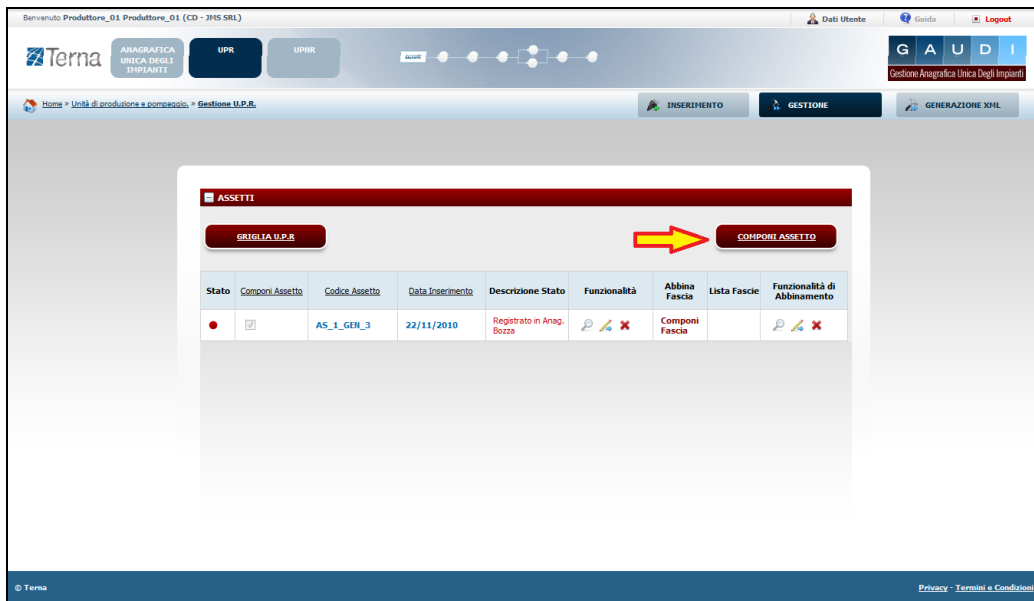 Benvenuto Produttore_01 Produttore_01 (CD - JMS SRL)
Dati Utente
Guida
Logout
Terna
ANAGRAFICA
UNICA DEGLI
IMPIANTI
UPR
UPNR
G A U D I
Gestione Anagrafica Unica Degli Impianti
Home » Unità di produzione e pompaggio. » Gestione U.P.R.
INSERIMENTO
GESTIONE
GENERAZIONE XML
ASSETTI
GRIGLIA U.P.R
COMPONI ASSETTO
Stato Componi Assetto Codice Assetto Data Inserimento Descrizione Stato Funzionalità Abbina Fascia Lista Fascie Funzionalità di Abbinamento
AS_1_GEN_3 22/11/2010 Registrato in Anag. Bozza Componi Fascia
© Terna
Privacy - Termini e Condizioni